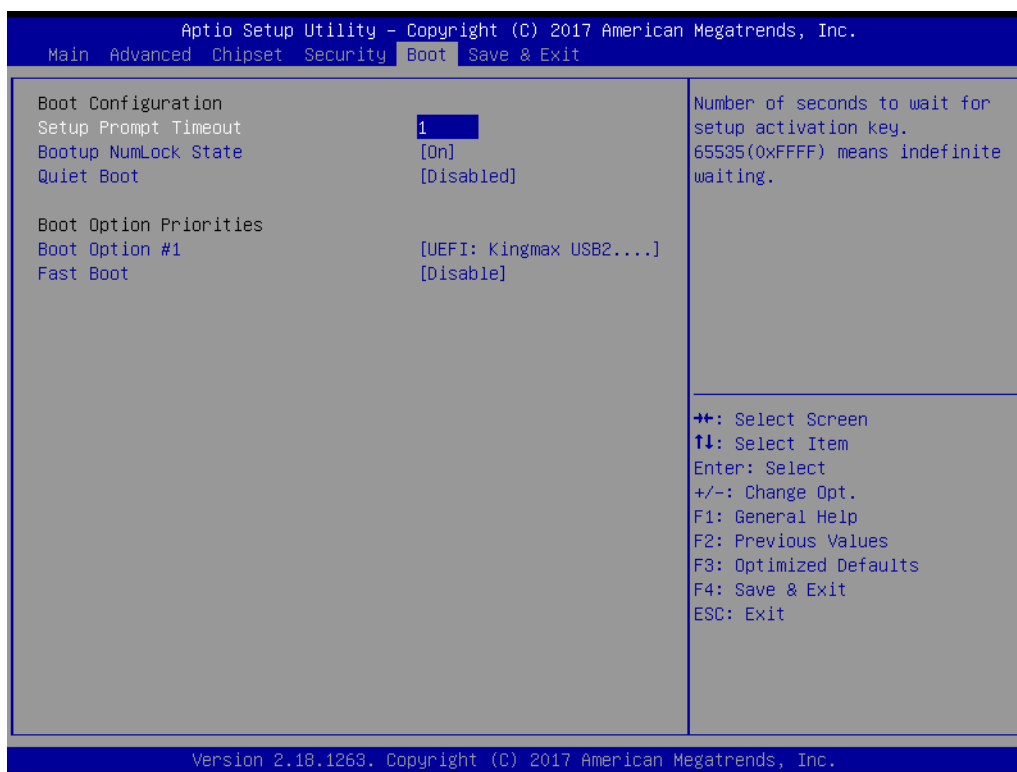 Aptio Setup Utility – Copyright (C) 2017 American Megatrends, Inc.
Main Advanced Chipset Security Boot Save & Exit
Boot Configuration
Setup Prompt Timeout 1
Bootup NumLock State [On]
Quiet Boot [Disabled]
Boot Option Priorities
Boot Option #1 [UEFI: Kingmax USB2....]
Fast Boot [Disable]
Number of seconds to wait for
setup activation key.
65535(0xFFFF) means indefinite
waiting.
→←: Select Screen
↑↓: Select Item
Enter: Select
+/-: Change Opt.
F1: General Help
F2: Previous Values
F3: Optimized Defaults
F4: Save & Exit
ESC: Exit
Version 2.18.1263. Copyright (C) 2017 American Megatrends, Inc.